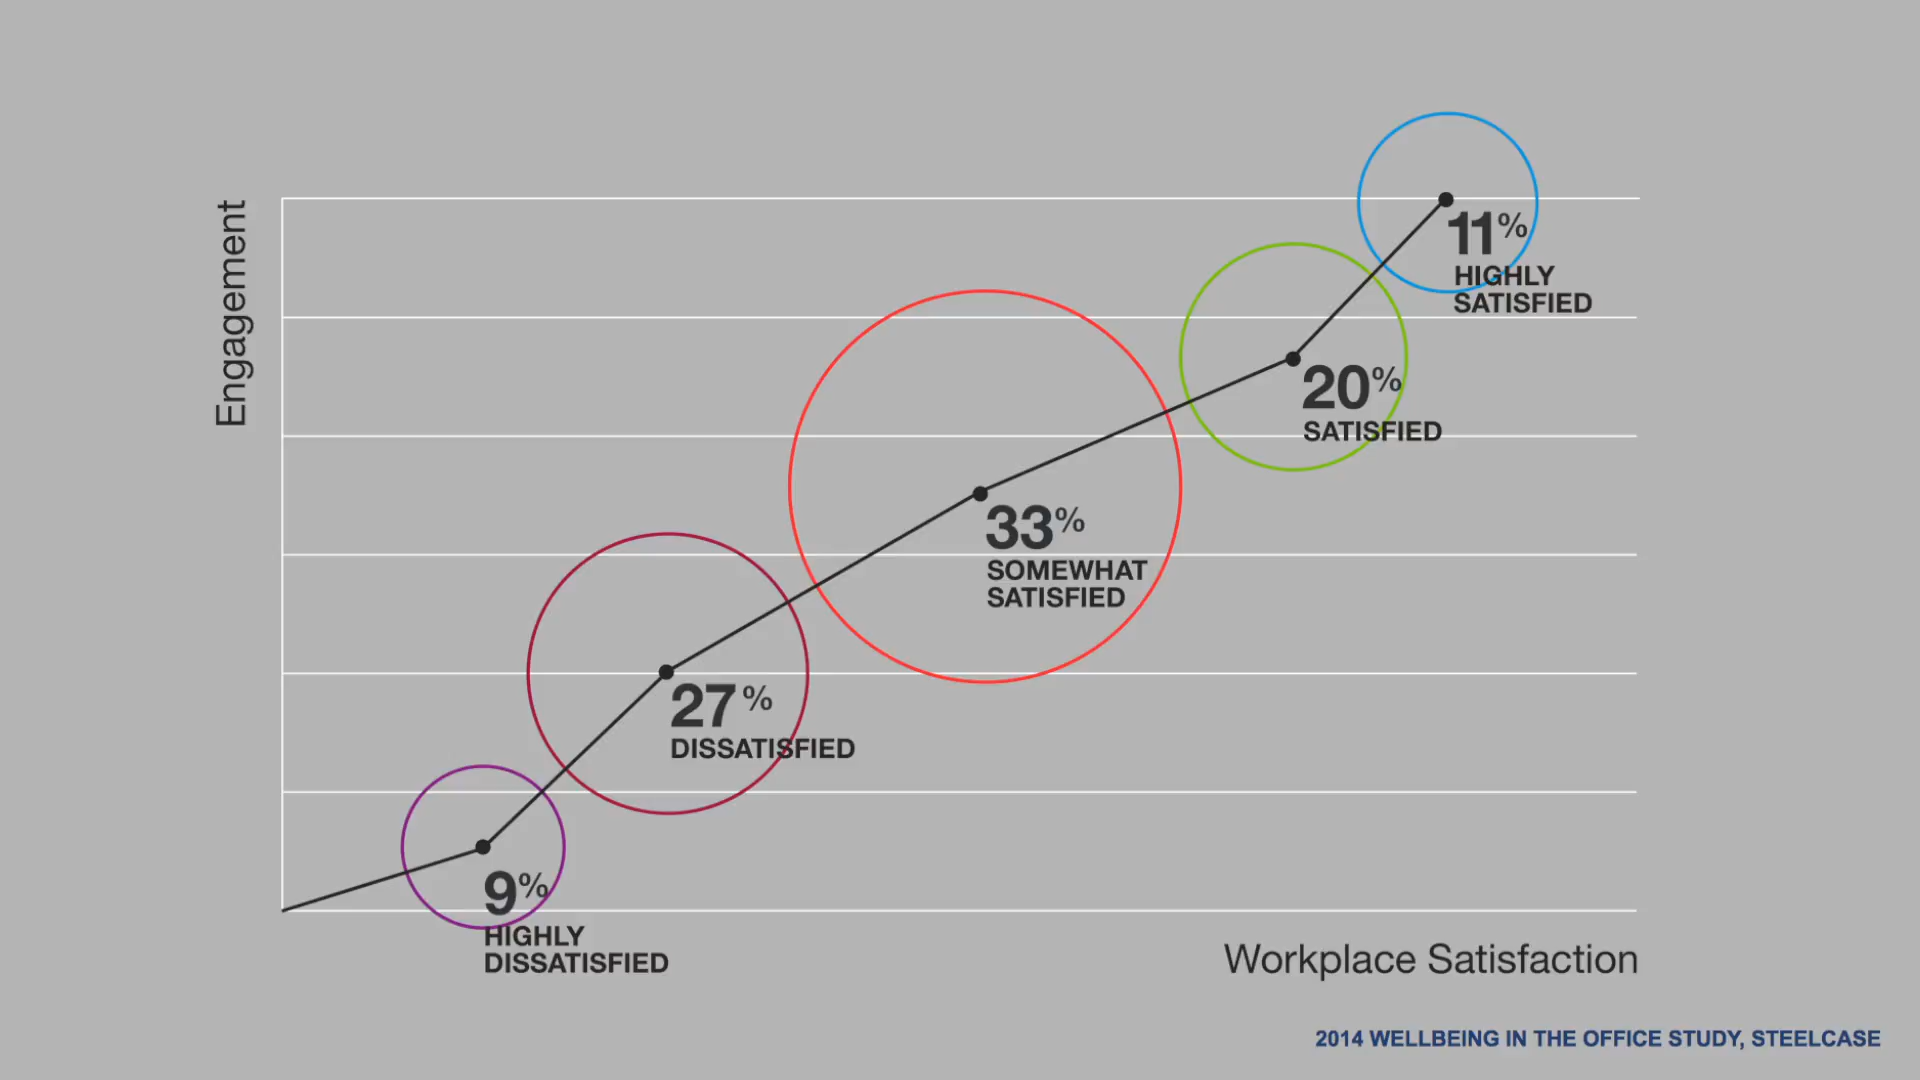 Engagement
11%
HIGHLY
SATISFIED
20%
SATISFIED
33%
SOMEWHAT
SATISFIED
27%
DISSATISFIED
9%
HIGHLY
DISSATISFIED
Workplace Satisfaction
2014 WELLBEING IN THE OFFICE STUDY, STEELCASE